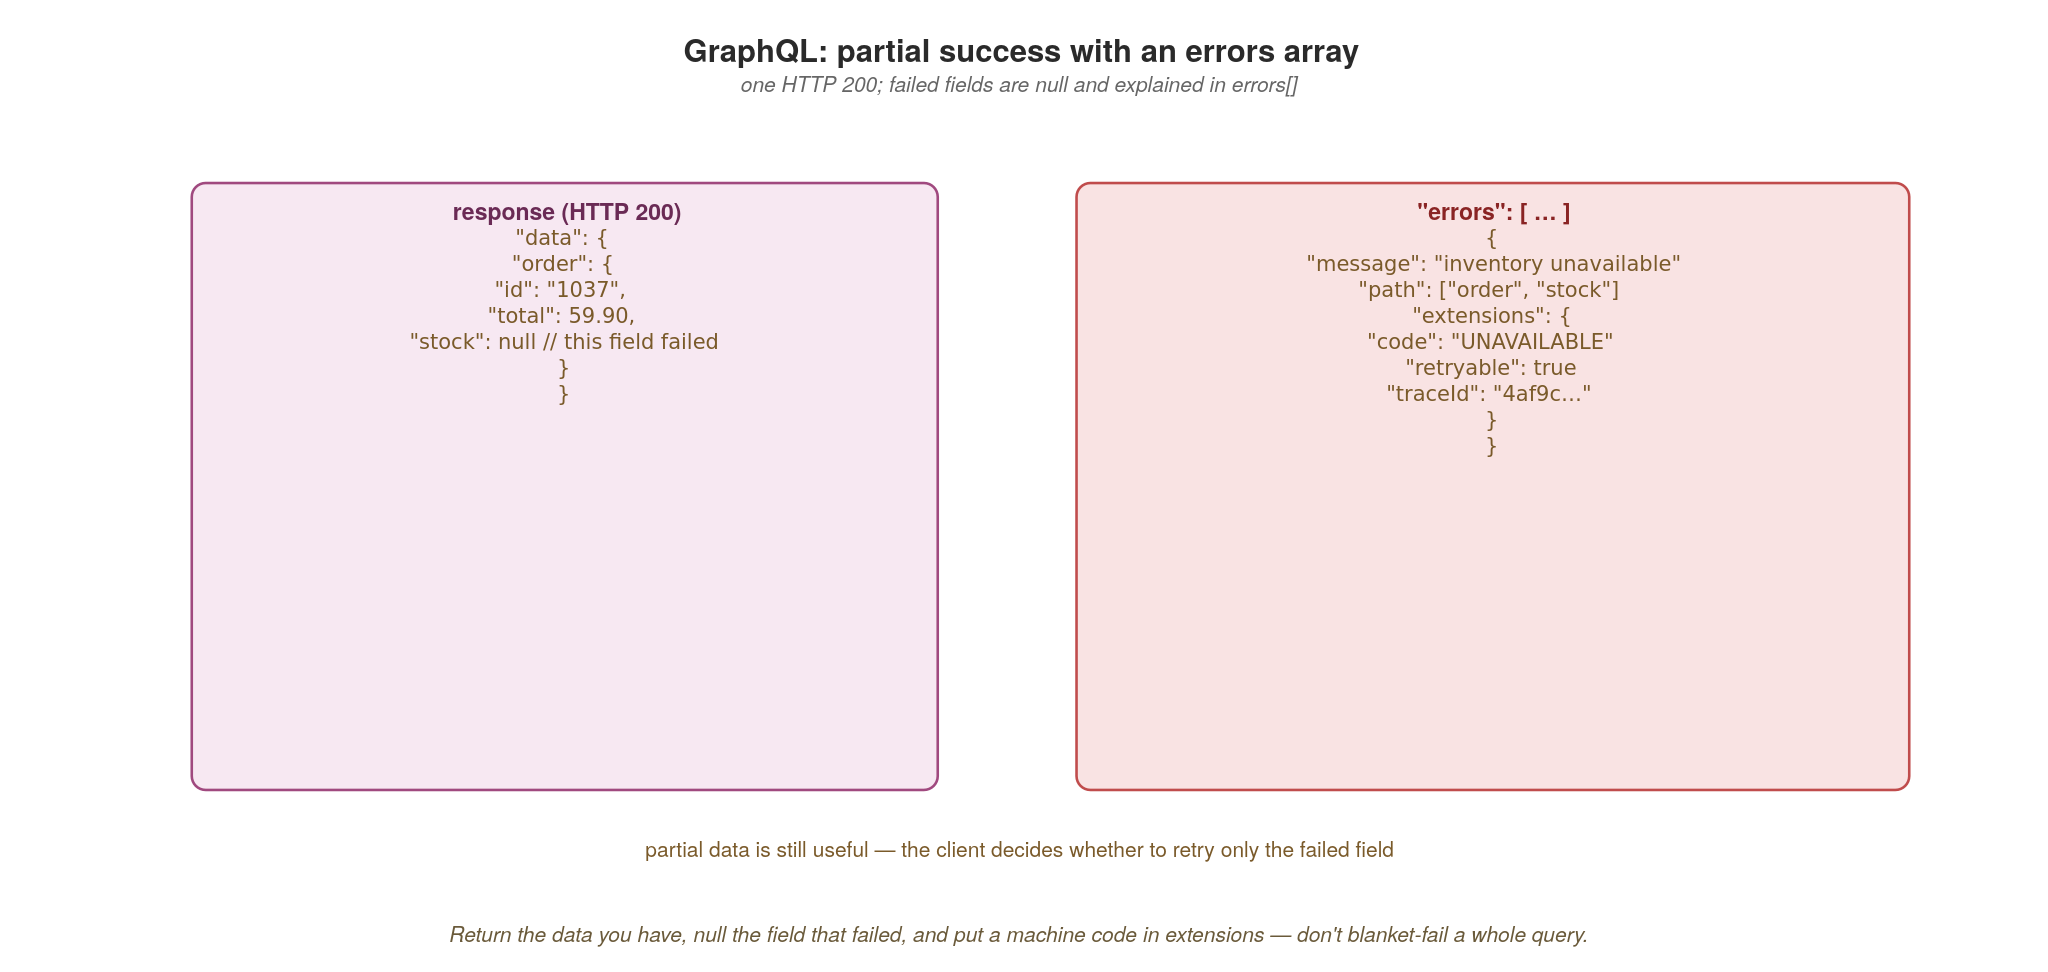 GraphQL: partial success with an errors array
one HTTP 200; failed fields are null and explained in errors[]
response (HTTP 200)
"data": {
"order": {
"id": "1037",
"total": 59.90,
"stock": null // this field failed
}
}
"errors": [ … ]
{
"message": "inventory unavailable"
"path": ["order", "stock"]
"extensions": {
"code": "UNAVAILABLE"
"retryable": true
"traceId": "4af9c…"
}
}
partial data is still useful — the client decides whether to retry only the failed field
Return the data you have, null the field that failed, and put a machine code in extensions — don't blanket-fail a whole query.